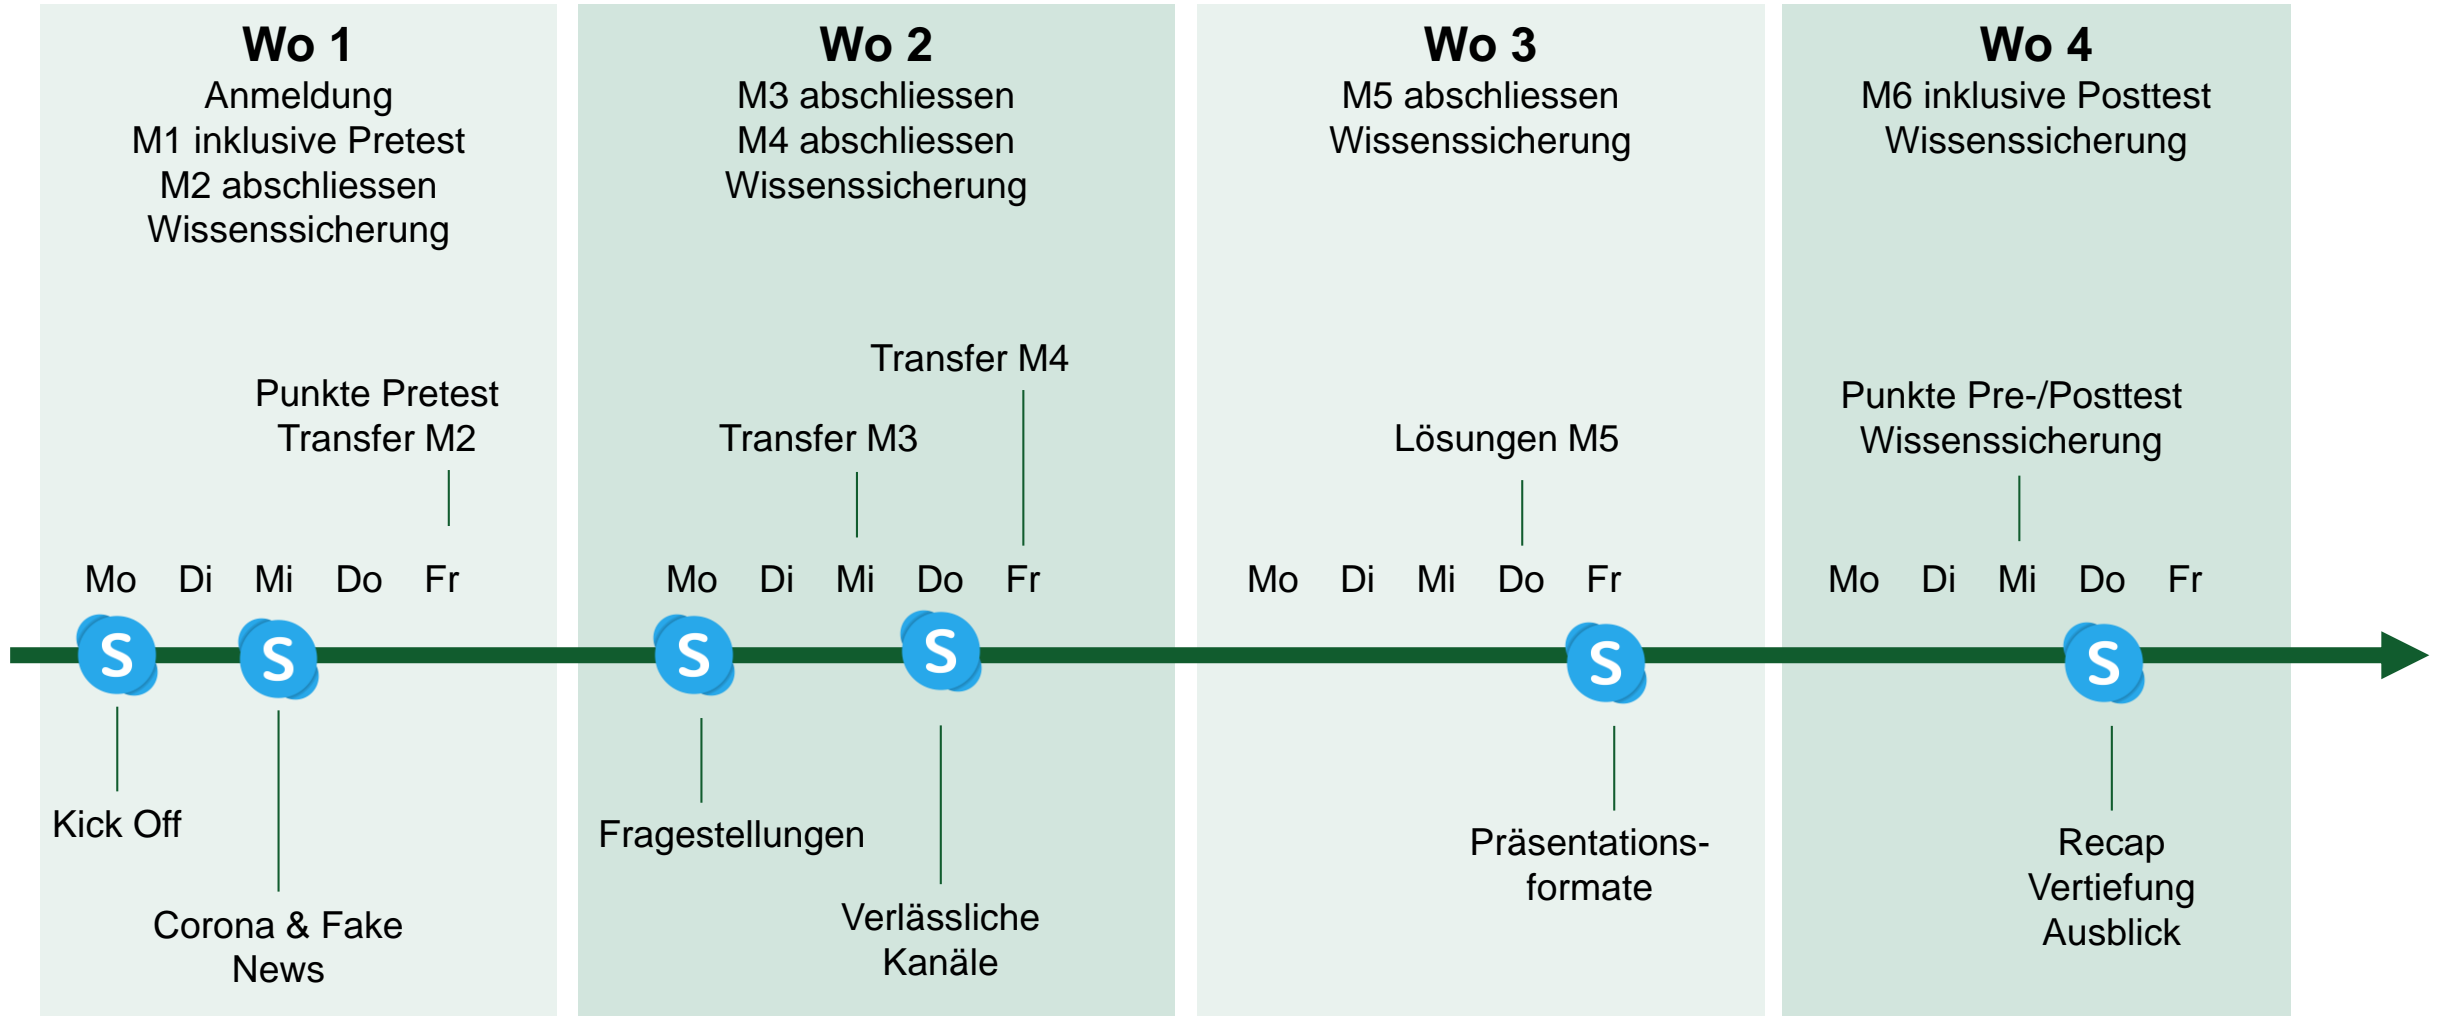 Wo 1
Anmeldung
M1 inklusive Pretest
M2 abschliessen
Wissenssicherung
Punkte Pretest
Transfer M2
Mo Di Mi Do Fr
S S
Kick Off
Corona & Fake
News
Wo 2
M3 abschliessen
M4 abschliessen
Wissenssicherung
Transfer M4
Transfer M3
Mo Di Mi Do Fr
S S
Fragestellungen
Verlässliche
Kanäle
Wo 3
M5 abschliessen
Wissenssicherung
Lösungen M5
Mo Di Mi Do Fr
S
Präsentations-
formate
Wo 4
M6 inklusive Posttest
Wissenssicherung
Punkte Pre-/Posttest
Wissenssicherung
Mo Di Mi Do Fr
S
Recap
Vertiefung
Ausblick